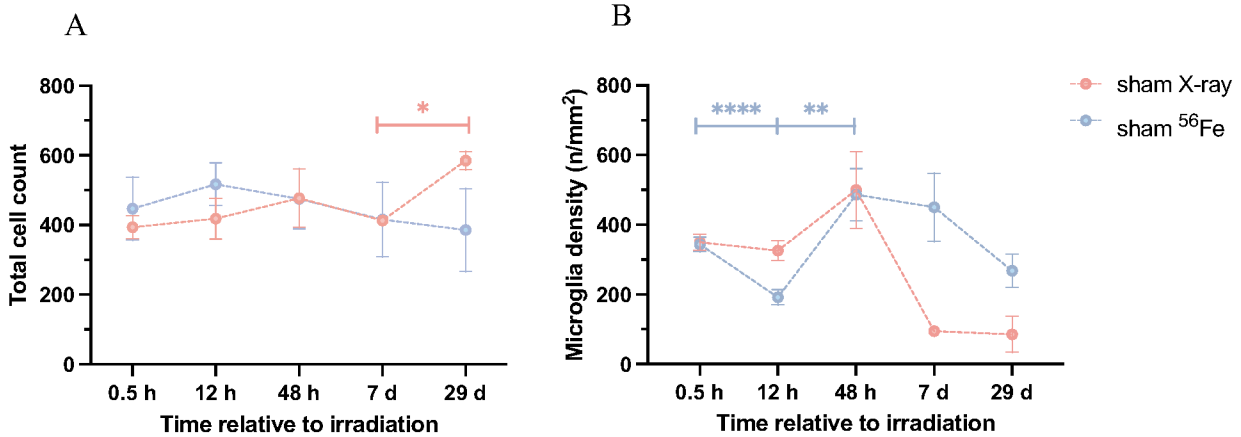 A
Total cell count
800
600
400
200
0
*
0.5 h 12 h 48 h 7 d 29 d
Time relative to irradiation
B
Microglia density (n/mm²)
800
600
400
200
0
**** **
0.5 h 12 h 48 h 7 d 29 d
Time relative to irradiation
sham X-ray
sham ⁵⁶Fe